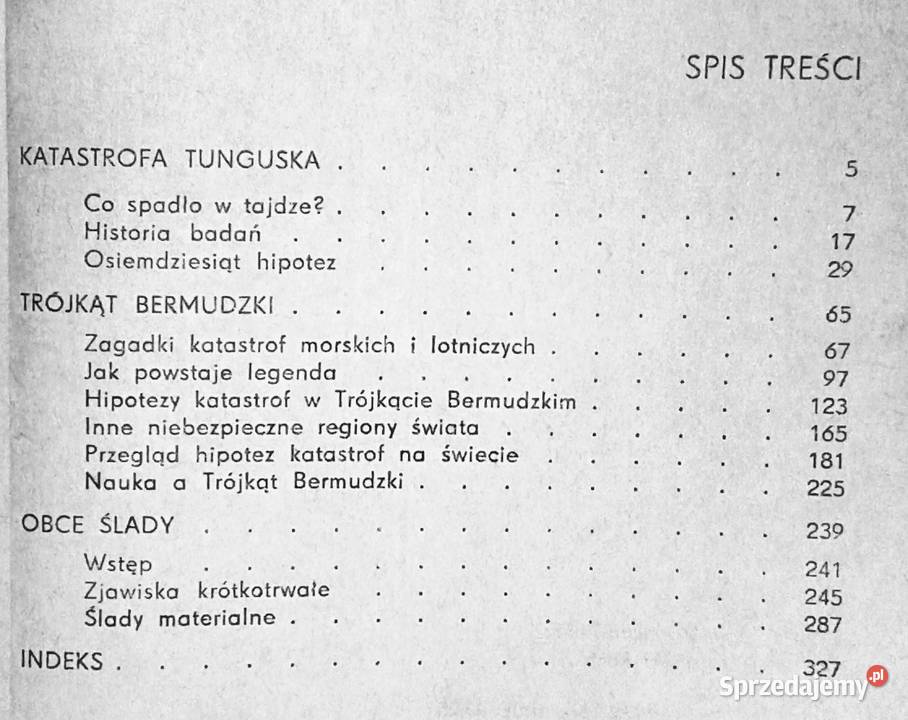 SPIS TREŚCI
KATASTROFA TUNGUSKA . . . . . . . . . . . 5
Co spadło w tajdze? . . . . . . . . . . . 7
Historia badań . . . . . . . . . . . . 17
Osiemdziesiąt hipotez . . . . . . . . . . 29
TRÓJKĄT BERMUDZKI . . . . . . . . . . . . 65
Zagadki katastrof morskich i lotniczych . . . . . . 67
Jak powstaje legenda . . . . . . . . . . 97
Hipotezy katastrof w Trójkącie Bermudzkim . . . . . 123
Inne niebezpieczne regiony świata . . . . . . . 165
Przegląd hipotez katastrof na świecie . . . . . . 181
Nauka a Trójkąt Bermudzki . . . . . . . . . 225
OBCE ŚLADY . . . . . . . . . . . . . . 239
Wstęp . . . . . . . . . . . . . . 241
Zjawiska krótkotrwałe . . . . . . . . . . 245
Ślady materialne . . . . . . . . . . . . 287
INDEKS . . . . . . . . . . . . . . . . 327
Sprzedajemy.pl